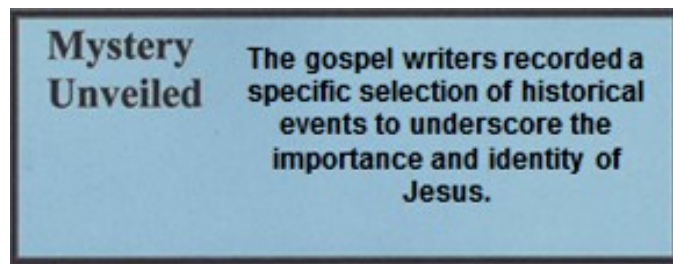 Mystery
Unveiled
The gospel writers recorded a
specific selection of historical
events to underscore the
importance and identity of
Jesus.